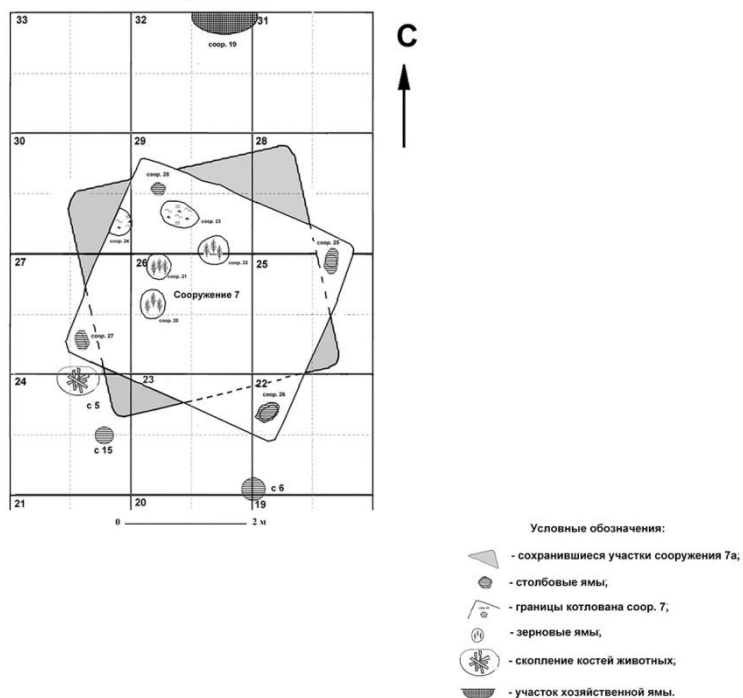 33 32 31
соор. 19
С
30 29 28
соор. 28
соор. 23
соор. 24
соор. 25
соор. 22
27 26 25
соор. 21
Сооружение 7
соор. 20
соор. 27
24 23 22
соор. 26
с 5
с 15
с 6
21 20 19
0 2 м
Условные обозначения:
- сохранившиеся участки сооружения 7а;
- столбовые ямы;
- границы котлована соор. 7;
- зерновые ямы;
- скопление костей животных;
- участок хозяйственной ямы.